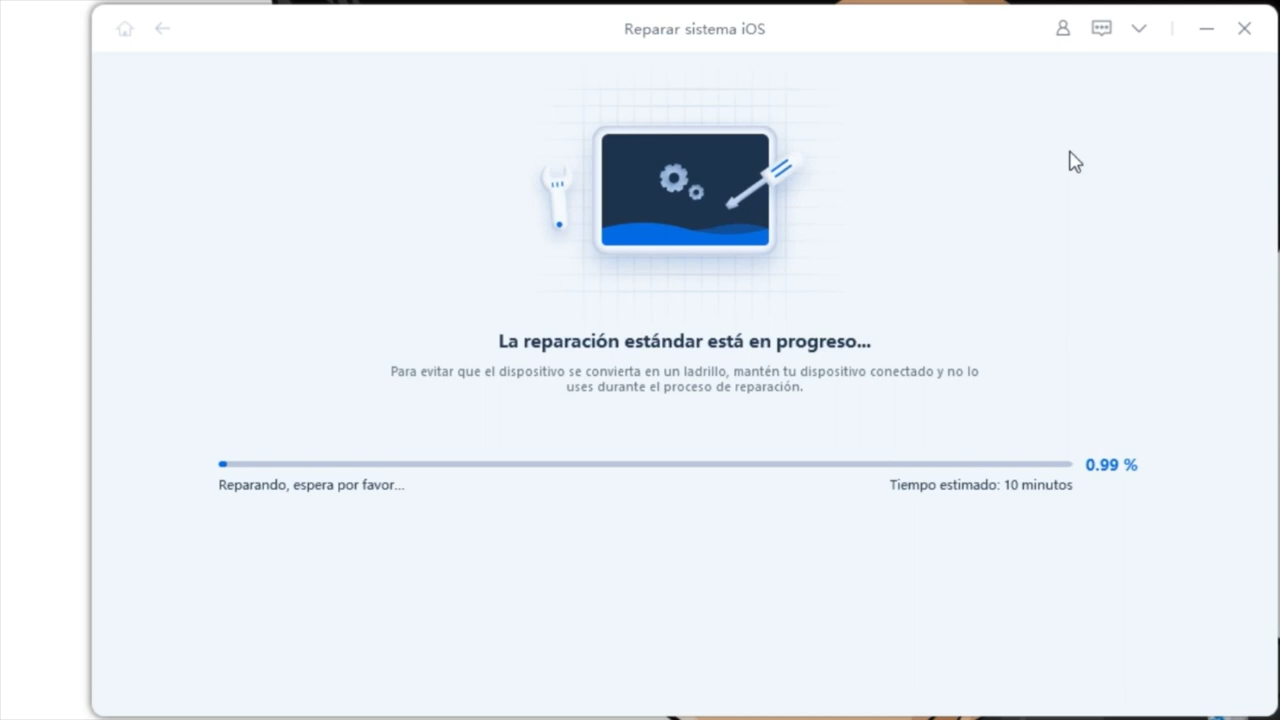 Reparar sistema iOS
La reparación estándar está en progreso...
Para evitar que el dispositivo se convierta en un ladrillo, mantén tu dispositivo conectado y no lo
uses durante el proceso de reparación.
0.99 %
Reparando, espera por favor...
Tiempo estimado: 10 minutos